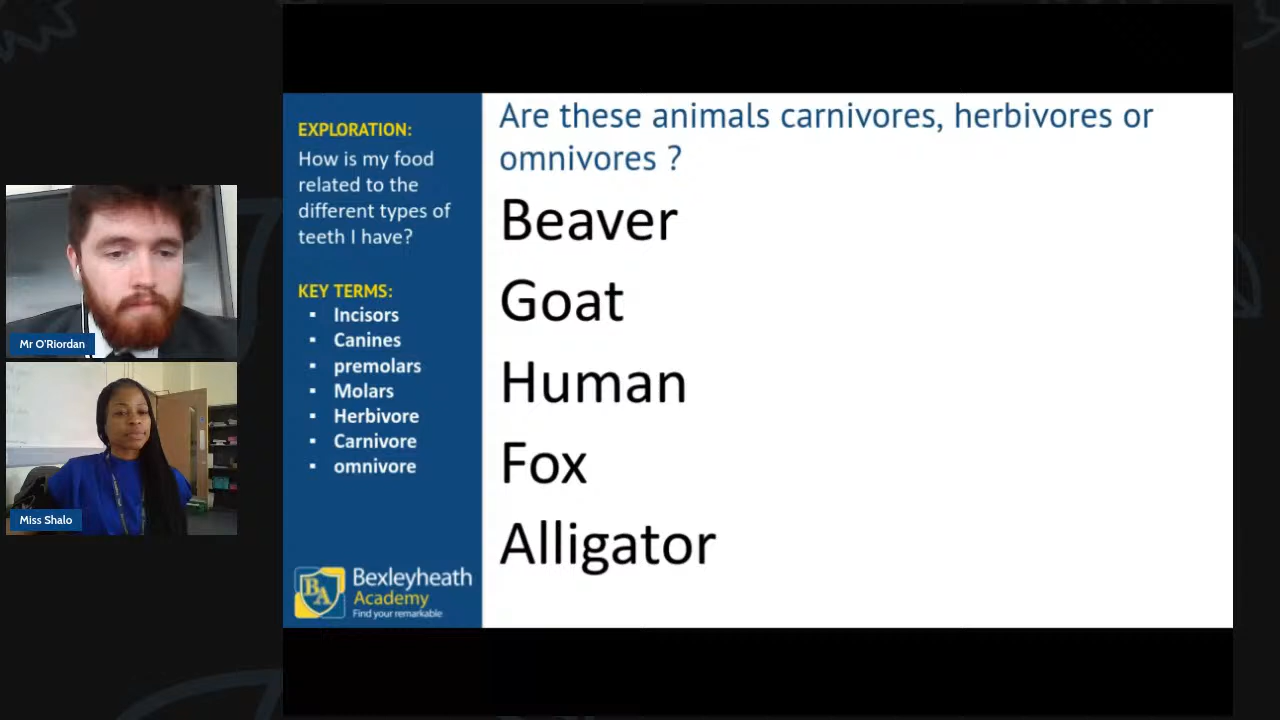 Mr O'Riordan
Miss Shalo
EXPLORATION:
How is my food
related to the
different types of
teeth I have?
KEY TERMS:
▪ Incisors
▪ Canines
▪ premolars
▪ Molars
▪ Herbivore
▪ Carnivore
▪ omnivore
BA
Bexleyheath
Academy
Find your remarkable
Are these animals carnivores, herbivores or
omnivores ?
Beaver
Goat
Human
Fox
Alligator